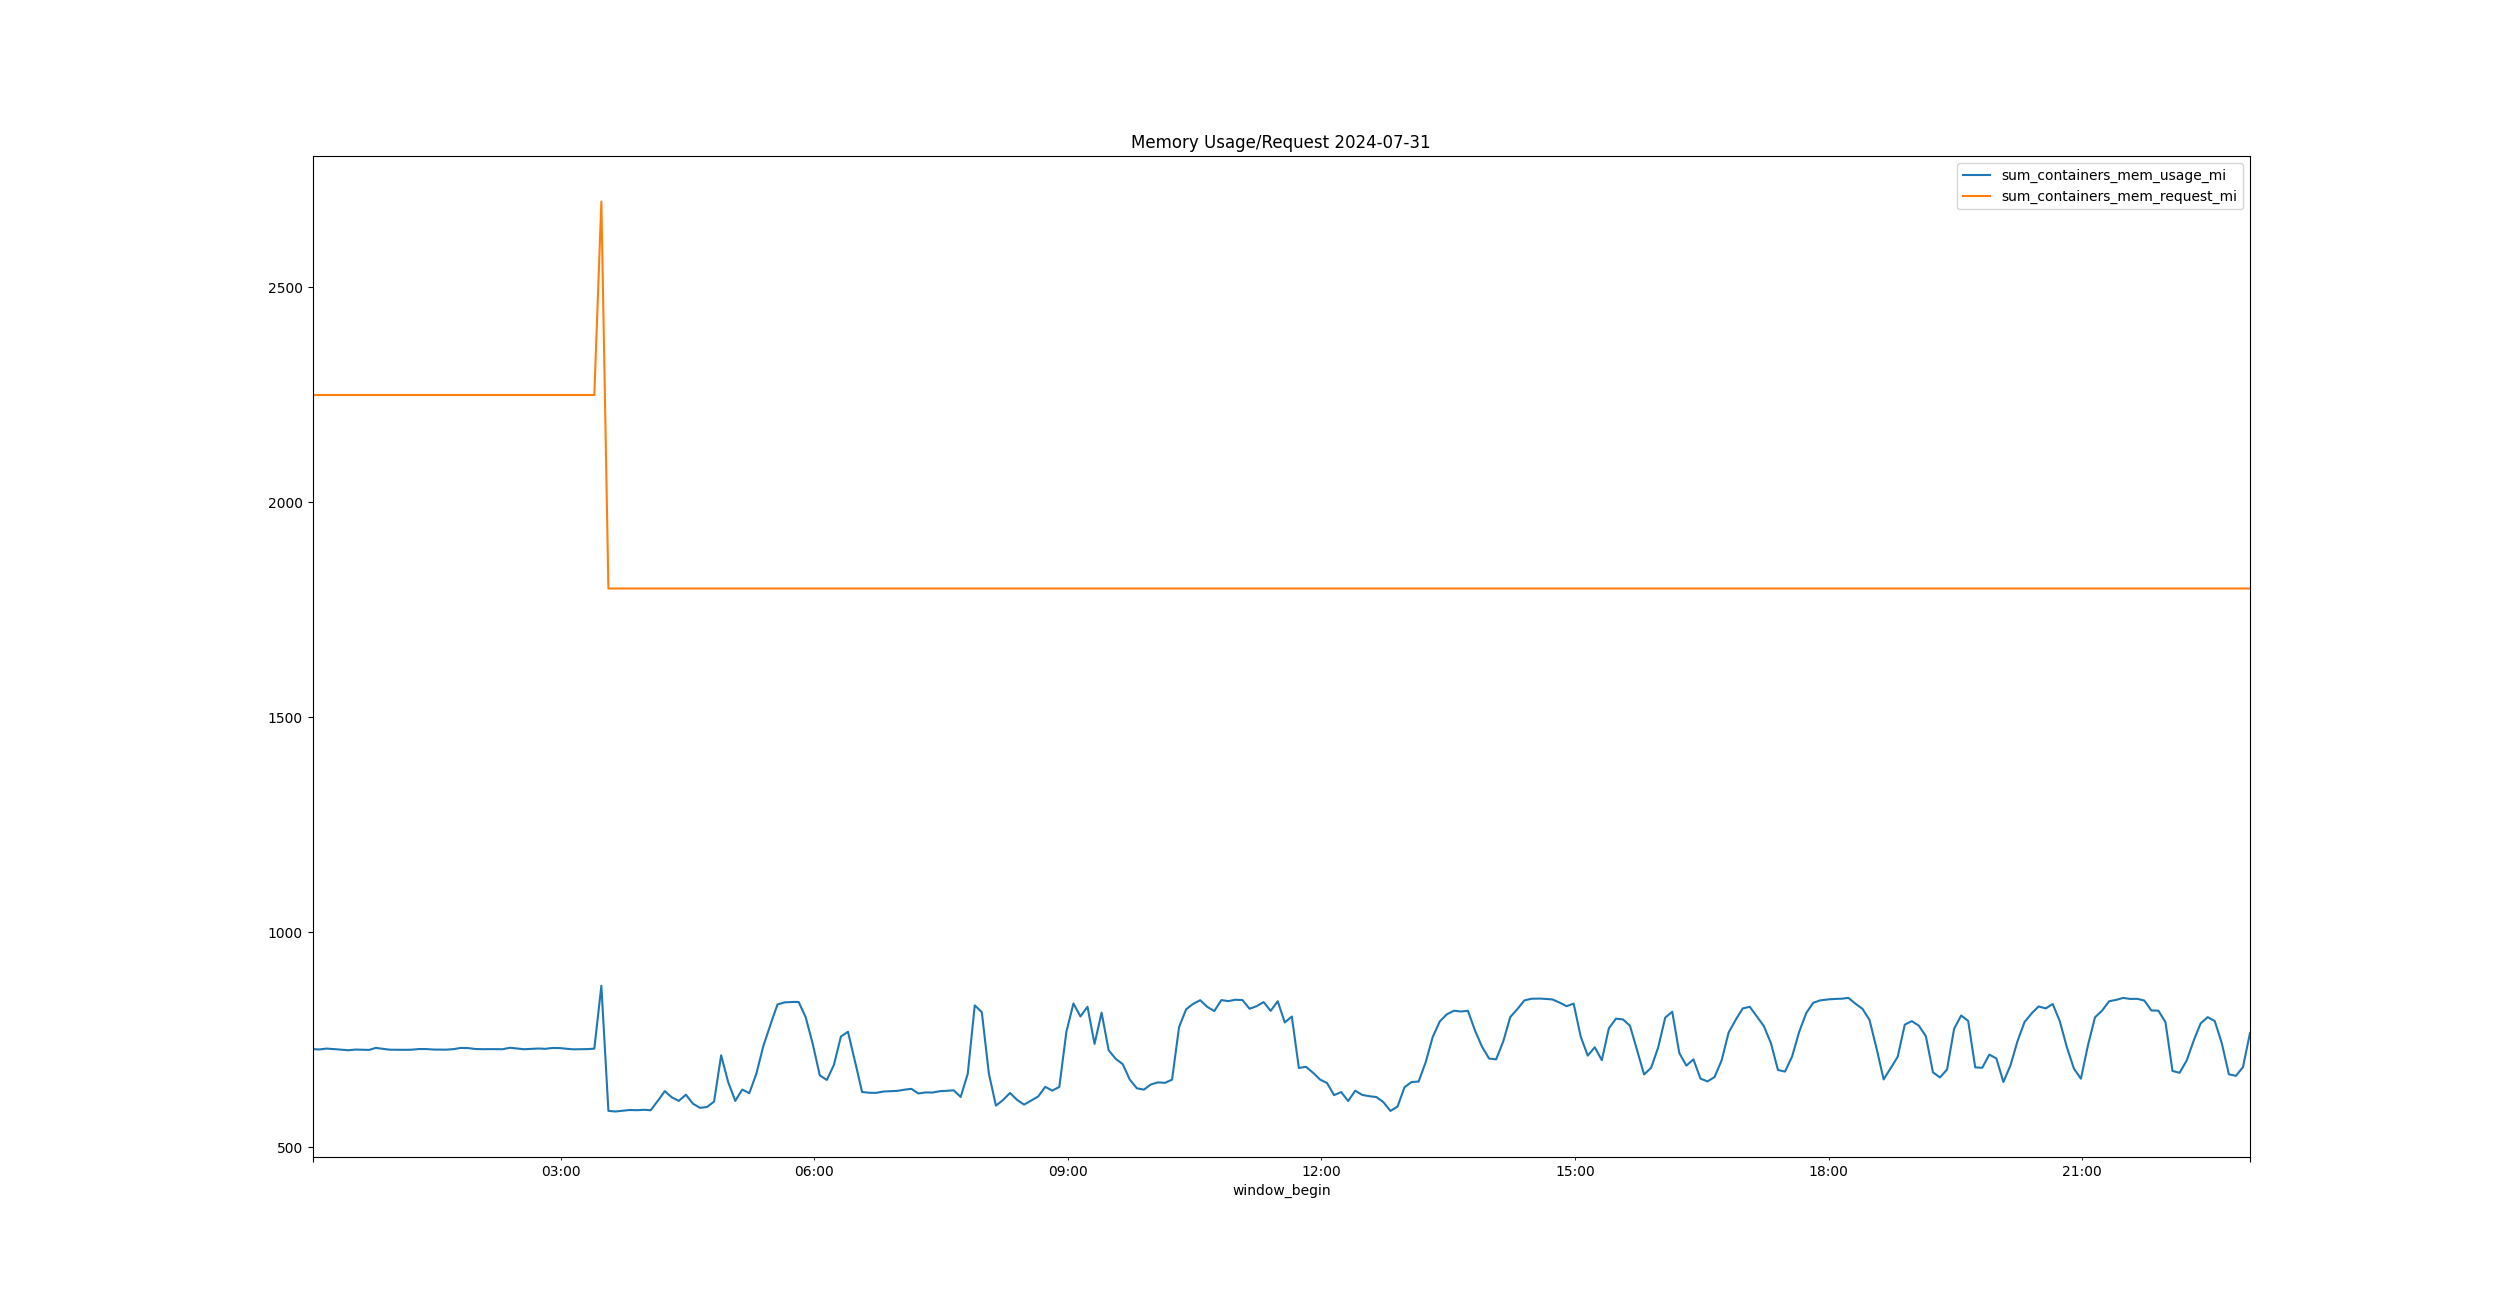 Memory Usage/Request 2024-07-31
sum_containers_mem_usage_mi
sum_containers_mem_request_mi
2500
2000
1500
1000
500
03:00 06:00 09:00 12:00 15:00 18:00 21:00
window_begin